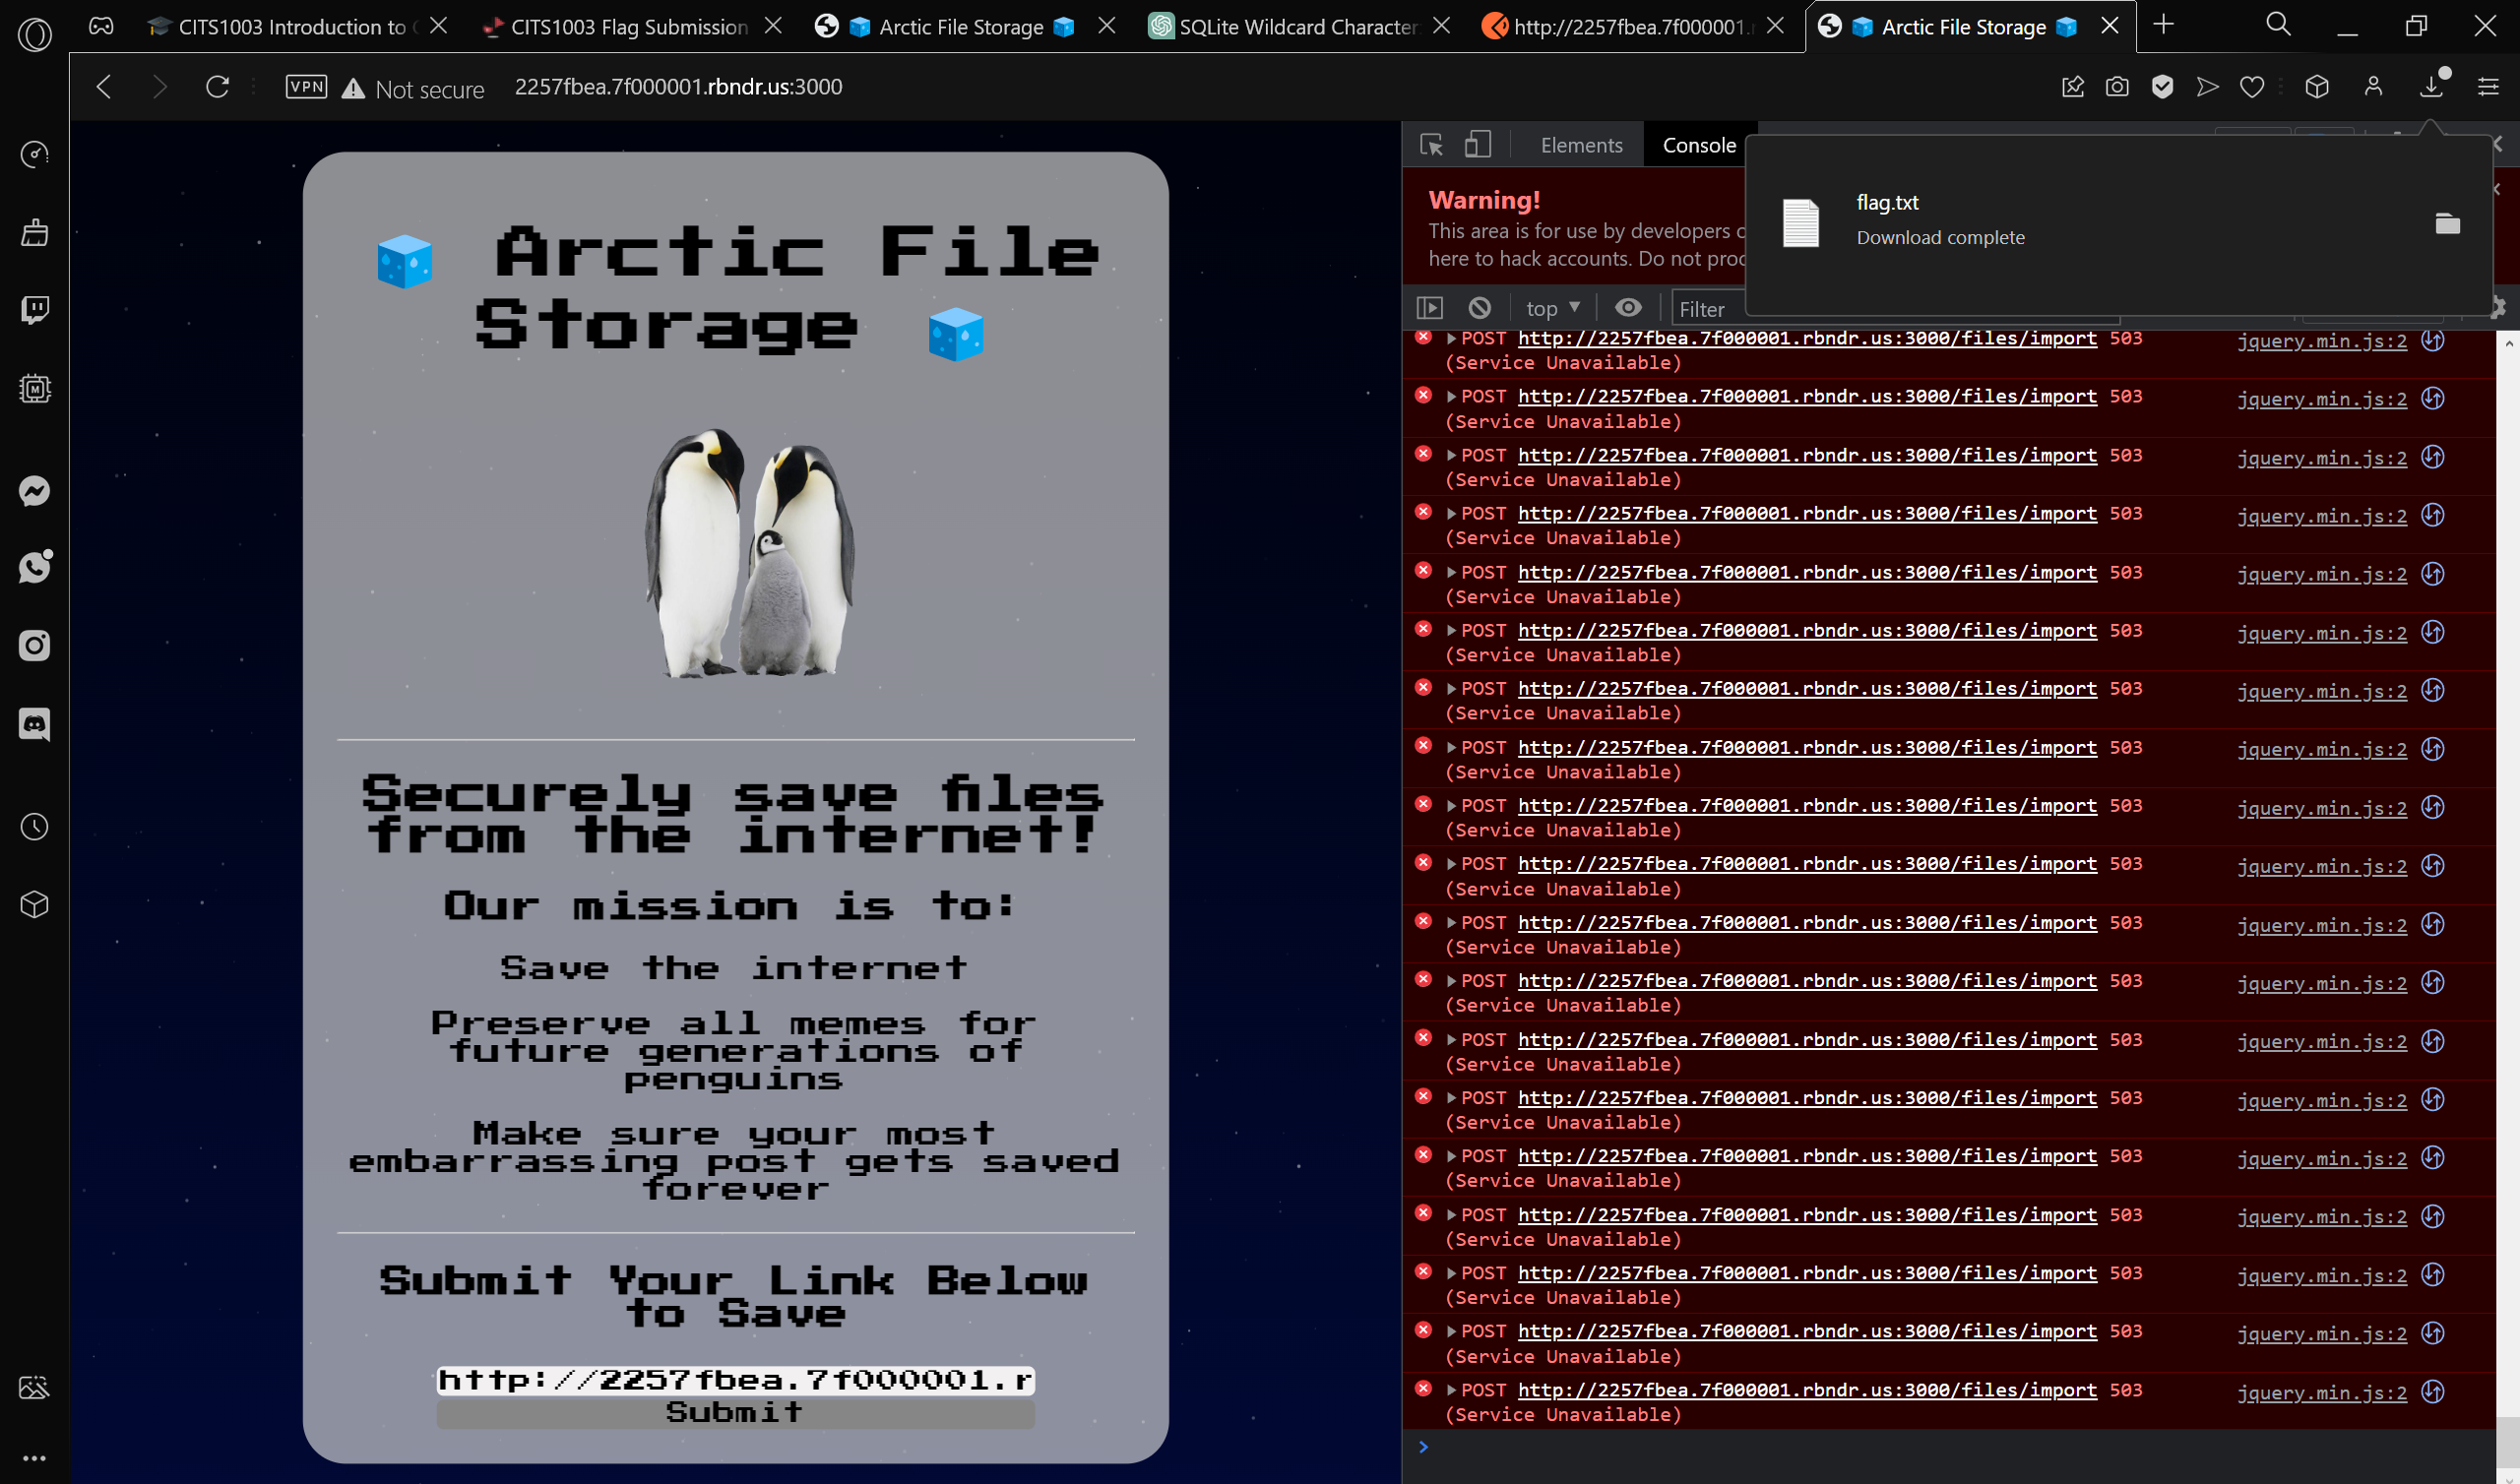 CITS1003 Introduction to
CITS1003 Flag Submission
Arctic File Storage
SQLite Wildcard Character
http://2257fbea.7f000001.r
Arctic File Storage
VPN
Not secure
2257fbea.7f000001.rbndr.us:3000
Arctic File
Storage
Securely save files
from the internet!
Our mission is to:
Save the internet
Preserve all memes for
future generations of
penguins
Make sure your most
embarrassing post gets saved
forever
Submit Your Link Below
to Save
http://2257fbea.7f000001.r
Submit
Elements
Console
Warning!
This area is for use by developers
here to hack accounts. Do not
flag.txt
Download complete
top
Filter
POST http://2257fbea.7f000001.rbndr.us:3000/files/import 503 jquery.min.js:2
(Service Unavailable)
POST http://2257fbea.7f000001.rbndr.us:3000/files/import 503 jquery.min.js:2
(Service Unavailable)
POST http://2257fbea.7f000001.rbndr.us:3000/files/import 503 jquery.min.js:2
(Service Unavailable)
POST http://2257fbea.7f000001.rbndr.us:3000/files/import 503 jquery.min.js:2
(Service Unavailable)
POST http://2257fbea.7f000001.rbndr.us:3000/files/import 503 jquery.min.js:2
(Service Unavailable)
POST http://2257fbea.7f000001.rbndr.us:3000/files/import 503 jquery.min.js:2
(Service Unavailable)
POST http://2257fbea.7f000001.rbndr.us:3000/files/import 503 jquery.min.js:2
(Service Unavailable)
POST http://2257fbea.7f000001.rbndr.us:3000/files/import 503 jquery.min.js:2
(Service Unavailable)
POST http://2257fbea.7f000001.rbndr.us:3000/files/import 503 jquery.min.js:2
(Service Unavailable)
POST http://2257fbea.7f000001.rbndr.us:3000/files/import 503 jquery.min.js:2
(Service Unavailable)
POST http://2257fbea.7f000001.rbndr.us:3000/files/import 503 jquery.min.js:2
(Service Unavailable)
POST http://2257fbea.7f000001.rbndr.us:3000/files/import 503 jquery.min.js:2
(Service Unavailable)
POST http://2257fbea.7f000001.rbndr.us:3000/files/import 503 jquery.min.js:2
(Service Unavailable)
POST http://2257fbea.7f000001.rbndr.us:3000/files/import 503 jquery.min.js:2
(Service Unavailable)
POST http://2257fbea.7f000001.rbndr.us:3000/files/import 503 jquery.min.js:2
(Service Unavailable)
POST http://2257fbea.7f000001.rbndr.us:3000/files/import 503 jquery.min.js:2
(Service Unavailable)
POST http://2257fbea.7f000001.rbndr.us:3000/files/import 503 jquery.min.js:2
(Service Unavailable)
POST http://2257fbea.7f000001.rbndr.us:3000/files/import 503 jquery.min.js:2
(Service Unavailable)
POST http://2257fbea.7f000001.rbndr.us:3000/files/import 503 jquery.min.js:2
(Service Unavailable)